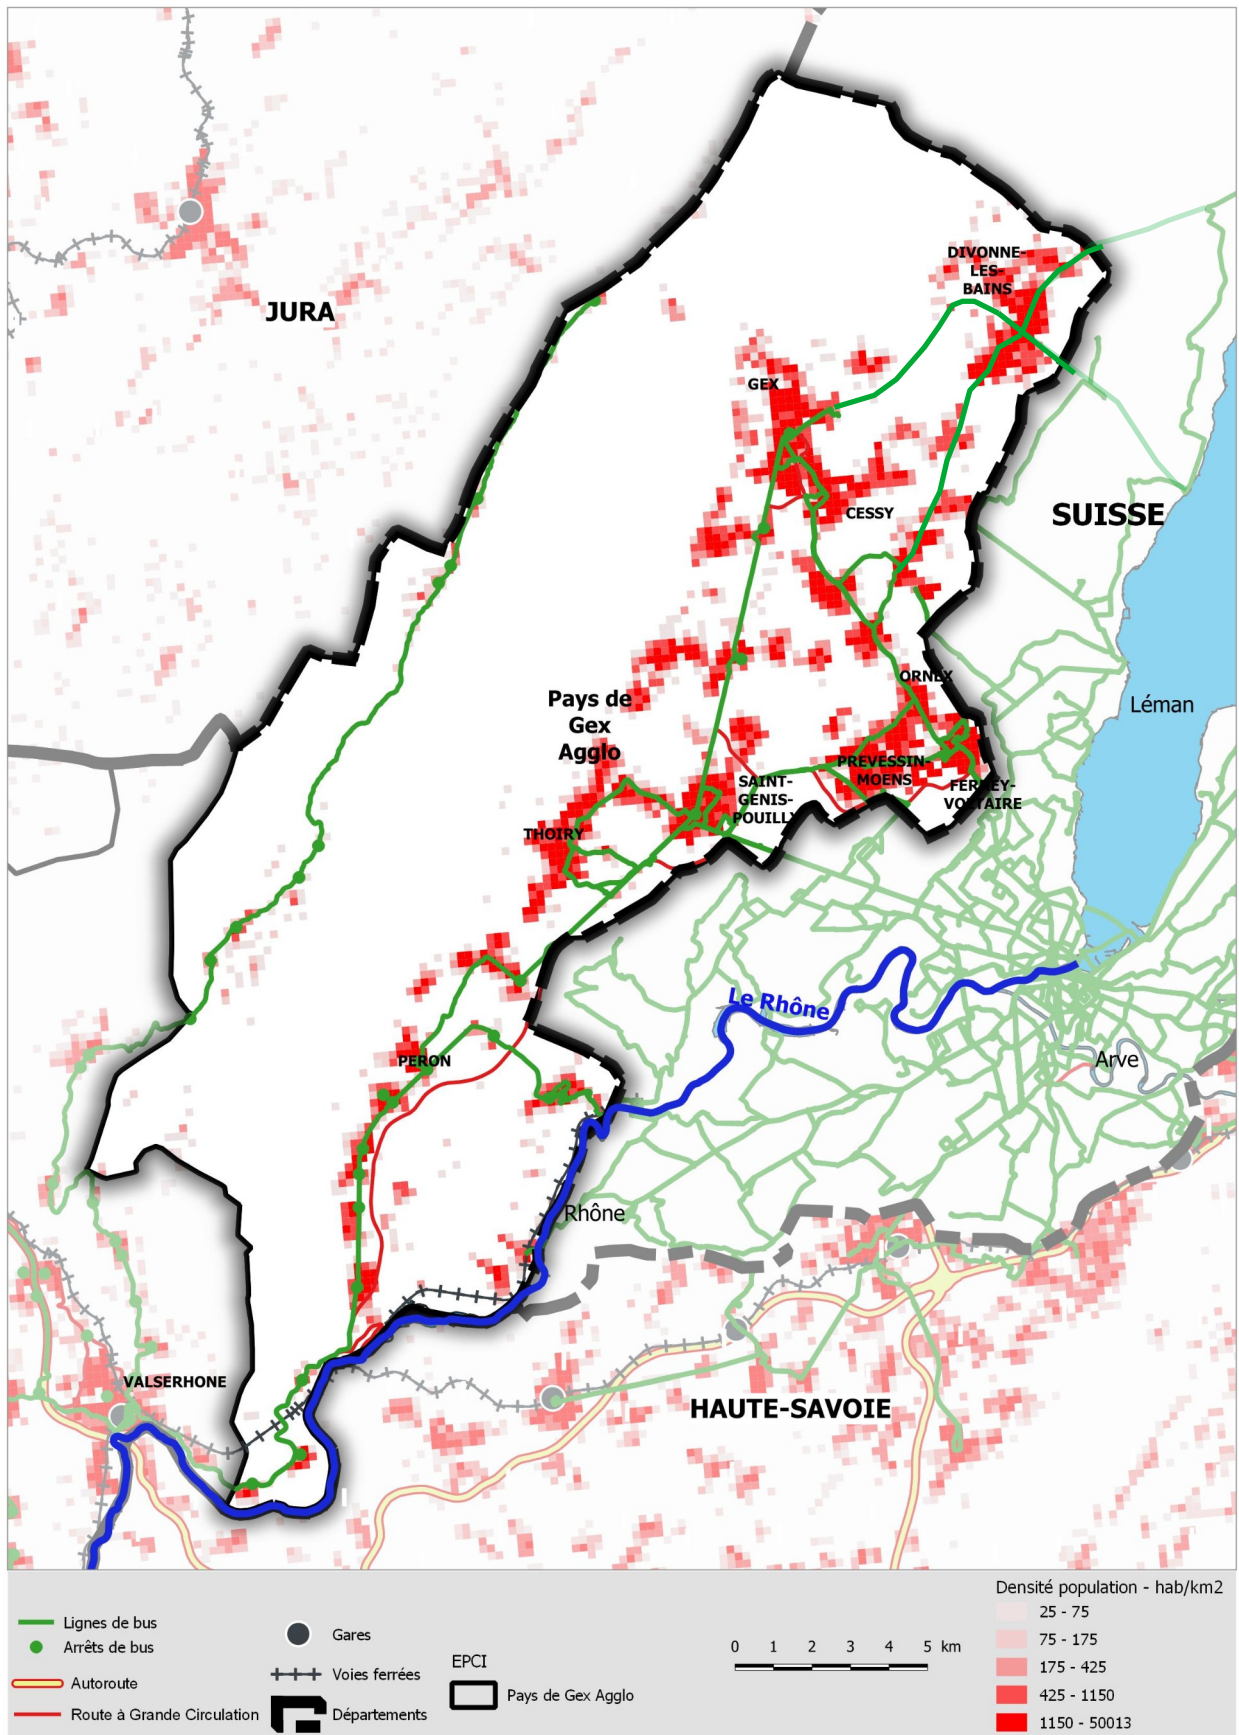 DIVONNE-
LES-
BAINS
JURA
GEX
CESSY
SUISSE
ORNEX
Pays de
Gex
Agglo
Léman
PREVESSIN-
MOENS
SAINT-
GENIS-
POUILLY
FERNEY-
VOLTAIRE
THOIRY
Le Rhône
PERON
Arve
Rhône
VALSERHONE
HAUTE-SAVOIE
Lignes de bus
Arrêts de bus
Autoroute
Route à Grande Circulation
Gares
Voies ferrées
Départements
EPCI
Pays de Gex Agglo
0 1 2 3 4 5 km
Densité population - hab/km2
25 - 75
75 - 175
175 - 425
425 - 1150
1150 - 50013